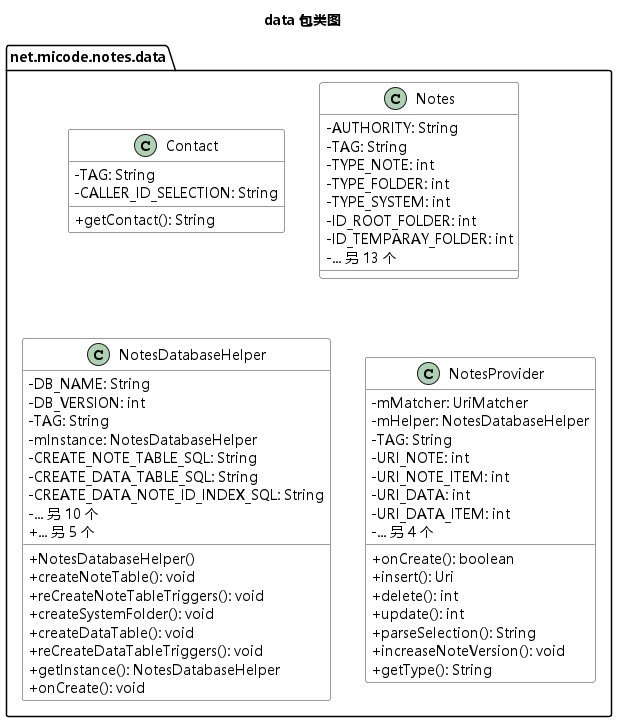 data 包类图
net.micode.notes.data
C Contact
-TAG: String
-CALLER_ID_SELECTION: String
+getContact(): String
C Notes
-AUTHORITY: String
-TAG: String
-TYPE_NOTE: int
-TYPE_FOLDER: int
-TYPE_SYSTEM: int
-ID_ROOT_FOLDER: int
-ID_TEMPARAY_FOLDER: int
-... 另 13 个
C NotesDatabaseHelper
-DB_NAME: String
-DB_VERSION: int
-TAG: String
-mInstance: NotesDatabaseHelper
-CREATE_NOTE_TABLE_SQL: String
-CREATE_DATA_TABLE_SQL: String
-CREATE_DATA_NOTE_ID_INDEX_SQL: String
-... 另 10 个
+... 另 5 个
+NotesDatabaseHelper()
+createNoteTable(): void
+reCreateNoteTableTriggers(): void
+createSystemFolder(): void
+createDataTable(): void
+reCreateDataTableTriggers(): void
+getInstance(): NotesDatabaseHelper
+onCreate(): void
C NotesProvider
-mMatcher: UriMatcher
-mHelper: NotesDatabaseHelper
-TAG: String
-URI_NOTE: int
-URI_NOTE_ITEM: int
-URI_DATA: int
-URI_DATA_ITEM: int
-... 另 4 个
+onCreate(): boolean
+insert(): Uri
+delete(): int
+update(): int
+parseSelection(): String
+increaseNoteVersion(): void
+getType(): String